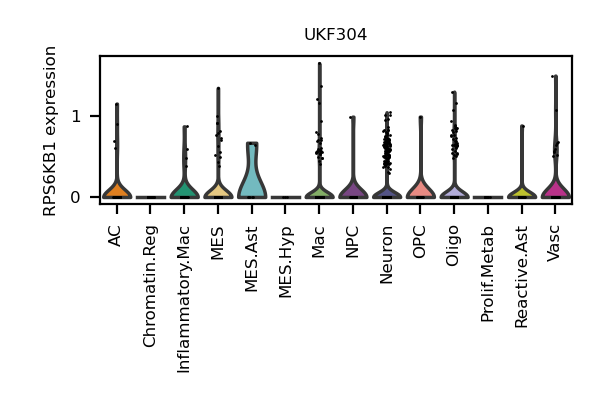 UKF304
RPS6KB1 expression
1
0
AC
Chromatin.Reg
Inflammatory.Mac
MES
MES.Ast
MES.Hyp
Mac
NPC
Neuron
OPC
Oligo
Prolif.Metab
Reactive.Ast
Vasc